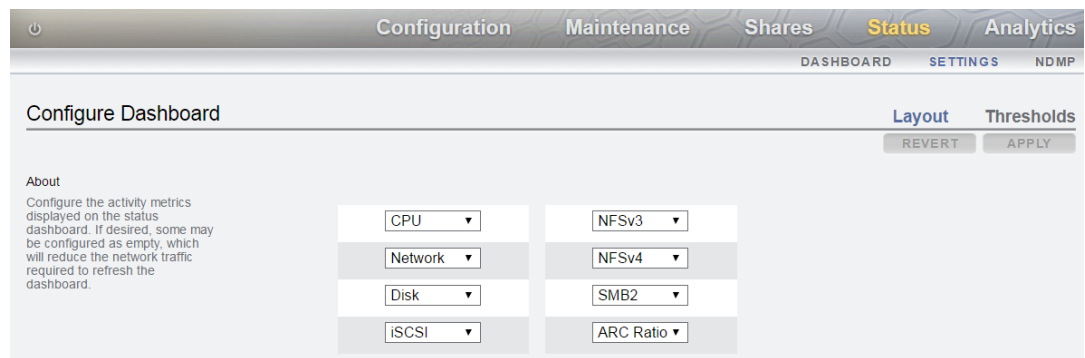 Configuration Maintenance Shares Status Analytics
DASHBOARD SETTINGS NDMP
Configure Dashboard
Layout Thresholds
REVERT APPLY
About
Configure the activity metrics
displayed on the status
dashboard. If desired, some may
be configured as empty, which
will reduce the network traffic
required to refresh the
dashboard.
CPU NFSv3
Network NFSv4
Disk SMB2
iSCSI ARC Ratio